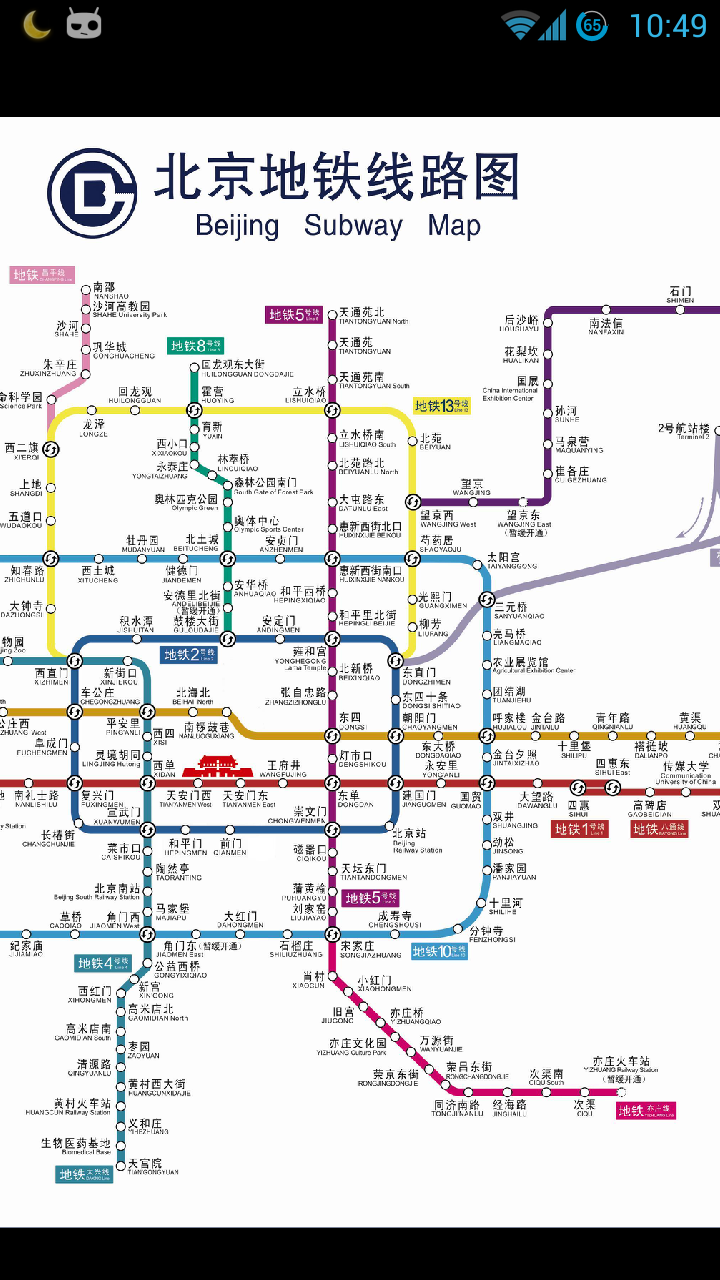 65 10:49
北京地铁线路图
Beijing Subway Map
地铁 昌平线
南邵
NANSHAO
沙河高教园
SHAHE University Park
沙河
SHAHE
巩华城
GONGHUACHENG
朱辛庄
ZHUXINZHUANG
命科学园
Science Park
地铁8号线
回龙观东大街
HUILONGGUAN DONGDAJIE
地铁5号线
天通苑北
TIANTONGYUAN North
天通苑
TIANTONGYUAN
天通苑南
TIANTONGYUAN South
石门
SHIMEN
后沙峪
HOUSHAYU
南法信
NANFAXIN
花梨坎
HUALIKAN
国展
China International
Exhibition Center
孙河
SUNHE
马泉营
MAQUANYING
崔各庄
CUIGEZHUANG
2号航站楼
Terminal 2
回龙观
HUILONGGUAN
霍营
HUOYING
立水桥
LISHUIQIAO
地铁13号线
龙泽
LONGZE
育新
YUXIN
西小口
XIXIAOKOU
永泰庄
YONGTAIZHUANG
林萃桥
LINCUIQIAO
立水桥南
LISHUIQIAO South
北苑
BEIYUAN
西二旗
XIERQI
北苑路北
BEIYUANLU North
森林公园南门
South Gate of Forest Park
上地
SHANGDI
奥林匹克公园
Olympic Green
大屯路东
DATUNLU East
望京
WANGJING
望京西
WANGJING West
望京东
WANGJING East
(暂缓开通)
五道口
WUDAOKOU
奥体中心
Olympic Sports Center
惠新西街北口
HUIXINXIJIE BEIKOU
牡丹园
MUDANYUAN
北土城
BEITUCHENG
安贞门
ANZHENMEN
芍药居
SHAOYAOJU
太阳宫
TAIYANGGONG
知春路
ZHICHUNLU
西土城
XITUCHENG
健德门
JIANDEMEN
惠新西街南口
HUIXINXIJIE NANKOU
安华桥
ANHUAQIAO
和平西桥
HEPINGXIQIAO
安德里北街
ANDELIBEIJIE
(暂缓开通)
光熙门
GUANGXIMEN
三元桥
SANYUANQIAO
大钟寺
DAZHONGSI
积水潭
JISHUITAN
鼓楼大街
GULOUDAJIE
安定门
ANDINGMEN
和平里北街
HEPINGLI BEIJIE
柳芳
LIUFANG
亮马桥
LIANGMAQIAO
物园
地铁2号线
雍和宫
YONGHEGONG
Lama Temple
农业展览馆
Agricultural Exhibition Center
西直门
XIZHIMEN
新街口
XINJIEKOU
北新桥
BEIXINQIAO
东直门
DONGZHIMEN
车公庄
CHEGONGZHUANG
北海北
BEIHAI North
张自忠路
ZHANGZIZHONGLU
东四十条
DONGSI SHITIAO
团结湖
TUANJIEHU
公庄西
ZHUANG West
平安里
PING'ANLI
南锣鼓巷
NANLUOGUXIANG
东四
DONGSI
朝阳门
CHAOYANGMEN
呼家楼
HUJIALOU
金台路
JINTAILU
青年路
QINGNIANLU
黄渠
HUANGQU
阜成门
FUCHENGMEN
西四
XISI
东大桥
DONGDAQIAO
十里堡
SHILIPU
褡裢坡
DALIANPO
灵境胡同
LINGJING Hutong
灯市口
DENGSHIKOU
金台夕照
JINTAIXIZHAO
西单
XIDAN
王府井
WANGFUJING
永安里
YONG'ANLI
四惠东
SIHUI East
传媒大学
Communication
University of China
南礼士路
NANLISHILU
复兴门
FUXINGMEN
天安门西
TIAN'ANMEN West
天安门东
TIAN'ANMEN East
东单
DONGDAN
建国门
JIANGUOMEN
国贸
GUOMAO
大望路
DAWANGLU
四惠
SIHUI
高碑店
GAOBEIDIAN
宣武门
XUANWUMEN
崇文门
CHONGWENMEN
双井
SHUANGJING
地铁1号线
地铁 八通线
长椿街
CHANGCHUNJIE
北京站
Beijing
Railway Station
菜市口
CAISHIKOU
和平门
HEPINGMEN
前门
QIANMEN
磁器口
CIQIKOU
劲松
JINSONG
陶然亭
TAORANTING
天坛东门
TIANTANDONGMEN
潘家园
PANJIAYUAN
北京南站
Beijing South Railway Station
蒲黄榆
PUHUANGYU
地铁5号线
马家堡
MAJIAPU
刘家窑
LIUJIAYAO
十里河
SHILIHE
草桥
CAOQIAO
角门西
JIAOMEN West
大红门
DAHONGMEN
成寿寺
CHENGSHOUSI
分钟寺
FENZHONGSI
纪家庙
JIJIAMIAO
角门东(暂缓开通)
JIAOMEN East
石榴庄
SHILIUZHUANG
宋家庄
SONGJIAZHUANG
地铁10号线
地铁4号线
公益西桥
GONGYIXIQIAO
肖村
XIAOCUN
小红门
XIAOHONGMEN
西红门
XIHONGMEN
新宫
XINGONG
旧宫
JIUGONG
亦庄桥
YIZHUANGQIAO
高米店北
GAOMIDIAN North
高米店南
GAOMIDIAN South
亦庄文化园
YIZHUANG Culture Park
万源街
WANYUANJIE
枣园
ZAOYUAN
清源路
QINGYUANLU
荣京东街
RONGJINGDONGJIE
荣昌东街
RONGCHANGDONGJIE
次渠南
CIQU South
亦庄火车站
YIZHUANG Railway Station
(暂缓开通)
黄村西大街
HUANGCUNXIDAJIE
黄村火车站
HUANGCUN Railway Station
同济南路
TONGJINANLU
经海路
JINGHAILU
次渠
CIQU
地铁 亦庄线
义和庄
YIHEZHUANG
生物医药基地
Biomedical Base
天宫院
TIANGONGYUAN
地铁 大兴线